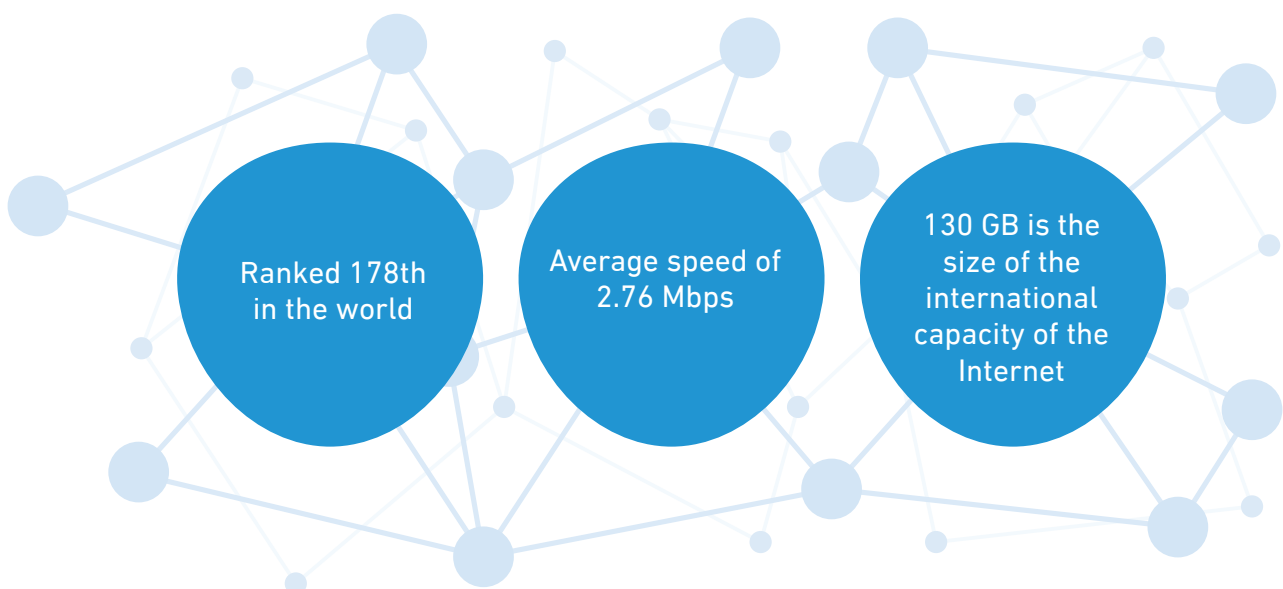 Ranked 178th
in the world
Average speed of
2.76 Mbps
130 GB is the
size of the
international
capacity of the
Internet